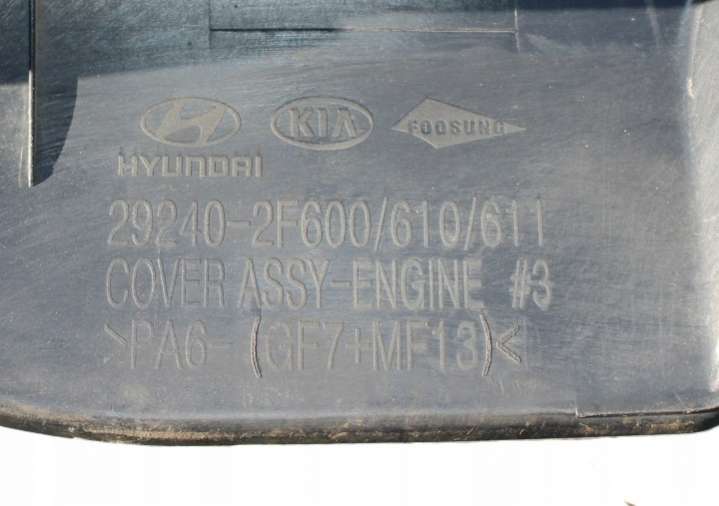 KIA FOOSUNG
HYUNDAI
29240-2F600/610/611
COVER ASSY-ENGINE #3
>PA6-(GF7+MF13)<